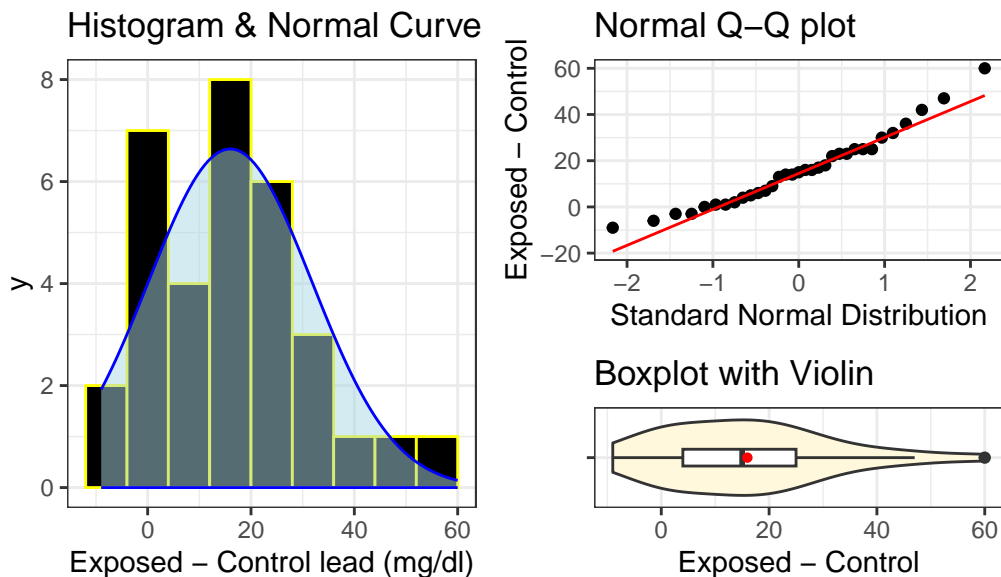 Histogram & Normal Curve
8
6
4
2
0
y
0 20 40 60
Exposed − Control lead (mg/dl)
Normal Q−Q plot
60
40
20
0
−20
Exposed − Control
−2 −1 0 1 2
Standard Normal Distribution
Boxplot with Violin
0 20 40 60
Exposed − Control